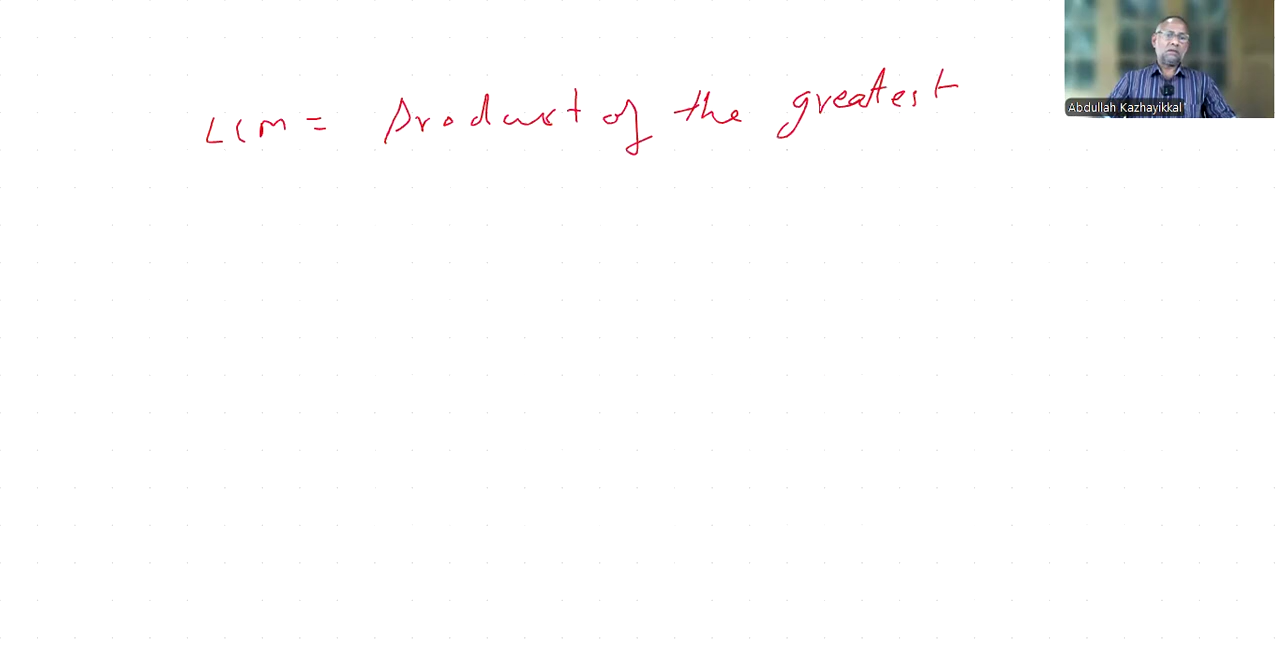 LCM = Product of the greatest
Abdullah Kazhayikkal